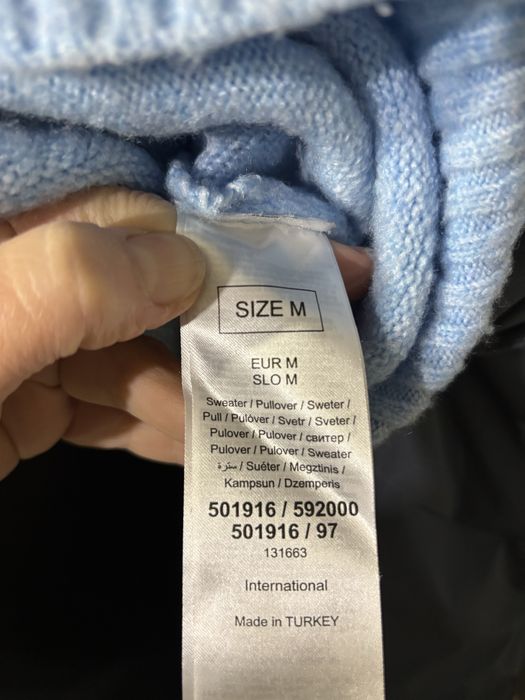 SIZE M
EUR M
SLO M
Sweater / Pullover / Sweter /
Pull / Pulòver / Svetr / Sveter /
Pulover / Pulover / свитер /
Pulover / Pulover / Sweater
سترة / Suéter / Megztinis /
Kampsun / Dzemperis
501916 / 592000
501916 / 97
131663
International
Made in TURKEY